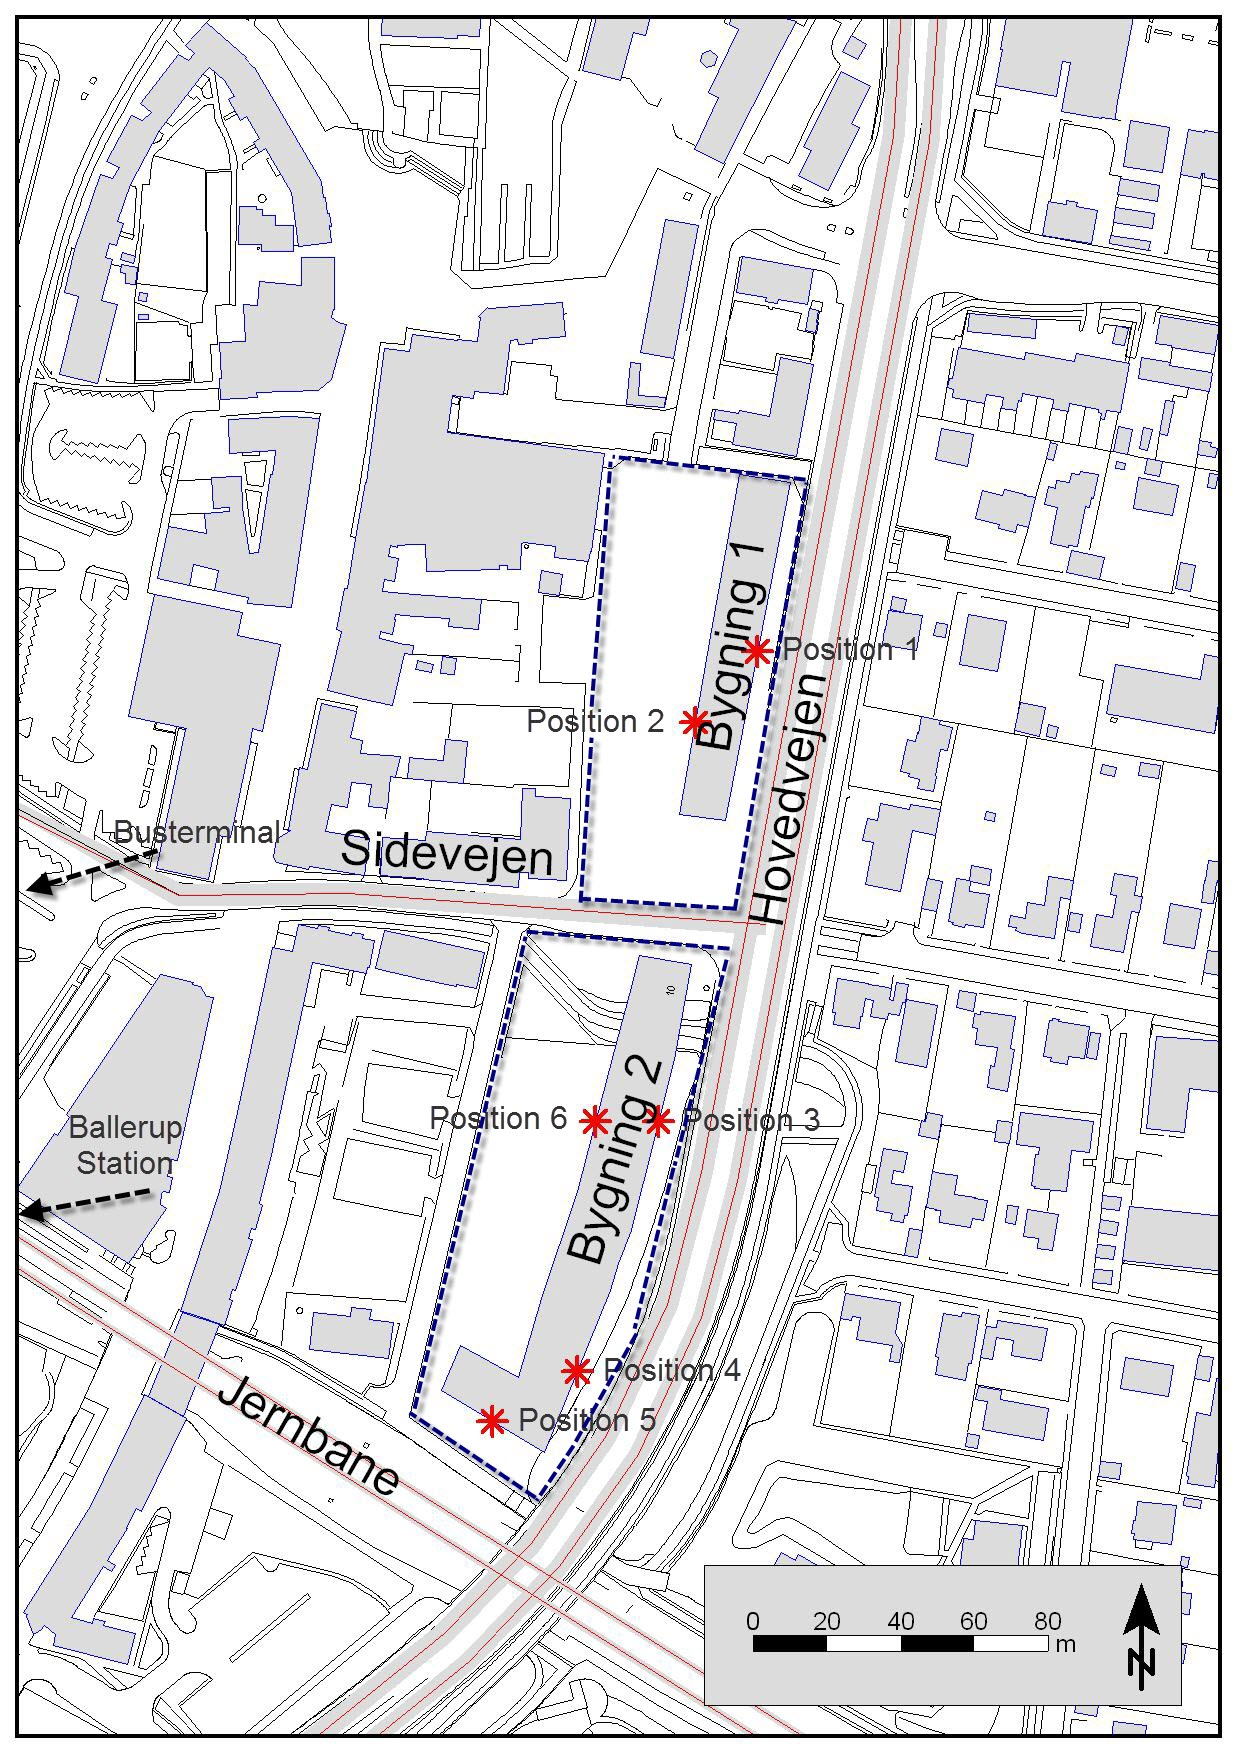 Bygning 1
Position 1
Position 2
Hovedvejen
Busterminal
Sidevejen
10
Bygning 2
Position 6
Position 3
Ballerup
Station
Position 4
Position 5
Jernbane
0 20 40 60 80
m
N